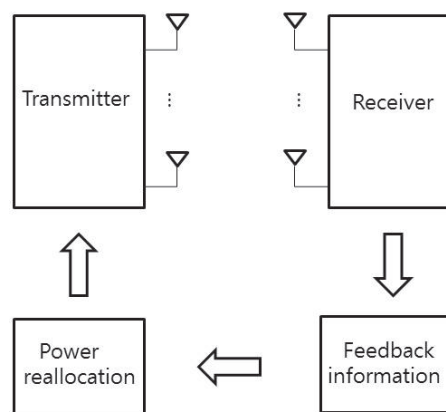 Transmitter
Receiver
Power
reallocation
Feedback
information